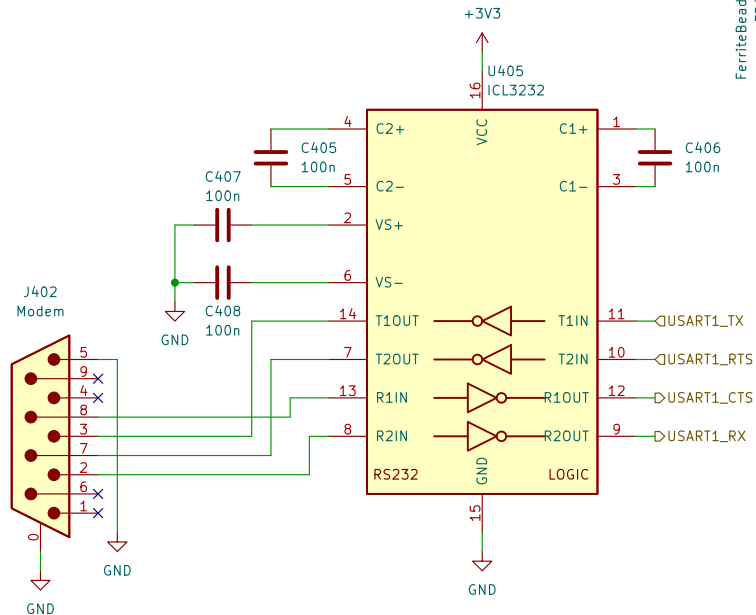 +3V3
FerriteBead
U405
ICL3232
16
VCC
4
C2+
C1+
1
C405
100n
C406
100n
5
C2-
C1-
3
C407
100n
2
VS+
6
VS-
C408
100n
GND
J402
Modem
14
T1OUT
T1IN
11
USART1_TX
7
T2OUT
T2IN
10
USART1_RTS
13
R1IN
R1OUT
12
USART1_CTS
8
R2IN
R2OUT
9
USART1_RX
RS232
GND
LOGIC
15
GND
5
9
4
8
3
7
2
6
1
0
GND
GND